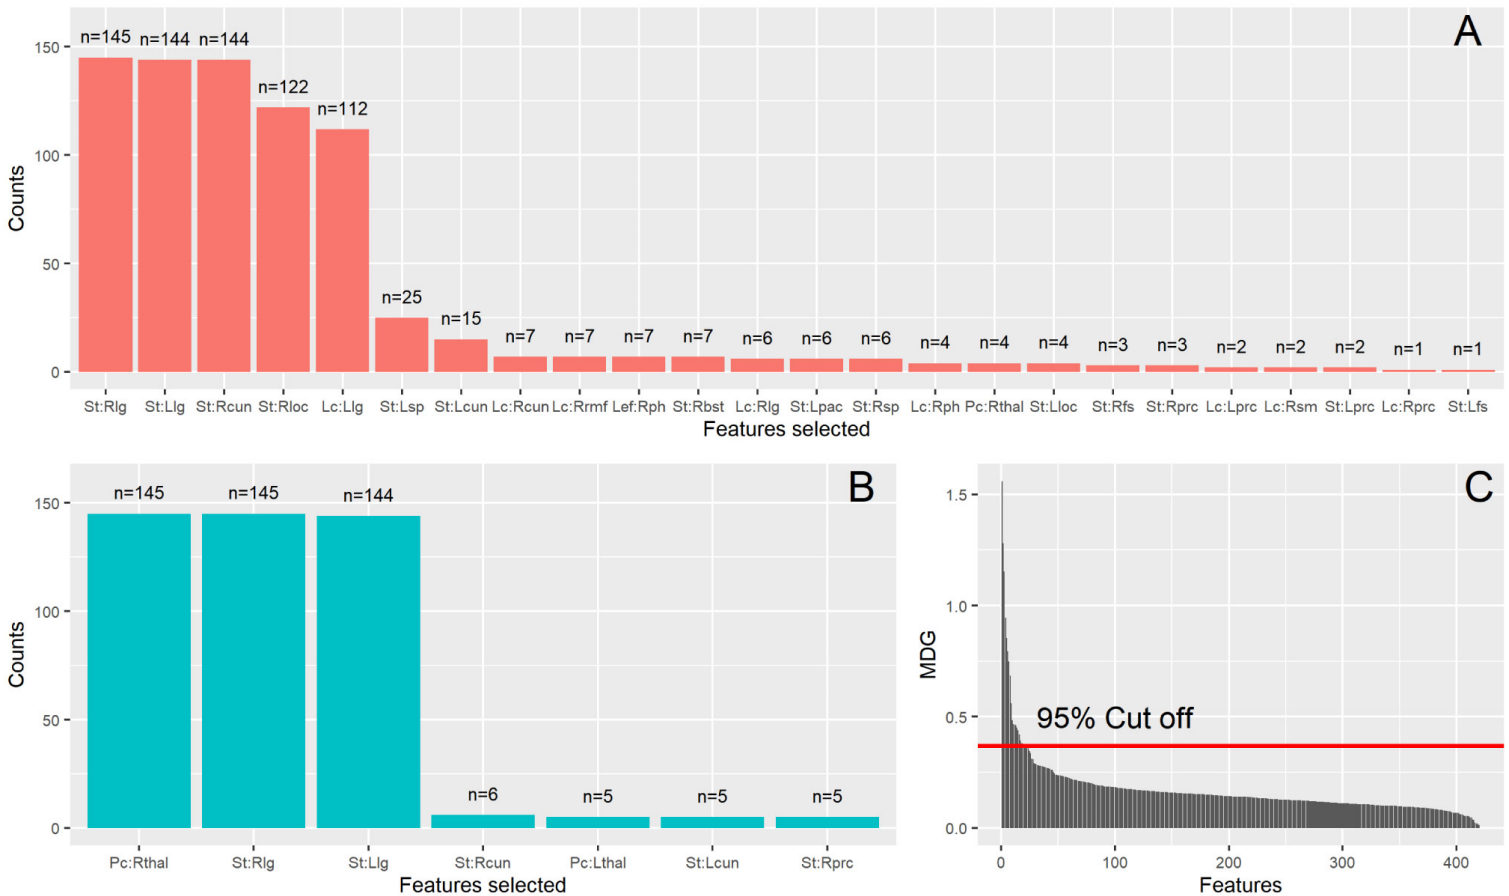 A
n=145 n=144 n=144 n=122 n=112 n=25 n=15 n=7 n=7 n=7 n=7 n=6 n=6 n=6 n=4 n=4 n=4 n=3 n=3 n=2 n=2 n=2 n=1 n=1
150
100
50
0
Counts
St:Rlg St:Llg St:Rcun St:Rloc Lc:Llg St:Lsp St:Lcun Lc:Rcun Lc:Rrmf Lef:Rph St:Rbst Lc:Rlg St:Lpac St:Rsp Lc:Rph Pc:Rthal St:Lloc St:Rfs St:Rprc Lc:Lprc Lc:Rsm St:Lprc Lc:Rprc St:Lfs
Features selected
B
n=145 n=145 n=144 n=6 n=5 n=5 n=5
150
100
50
0
Counts
Pc:Rthal St:Rlg St:Llg St:Rcun Pc:Lthal St:Lcun St:Rprc
Features selected
C
1.5
1.0
0.5
0.0
MDG
95% Cut off
0 100 200 300 400
Features